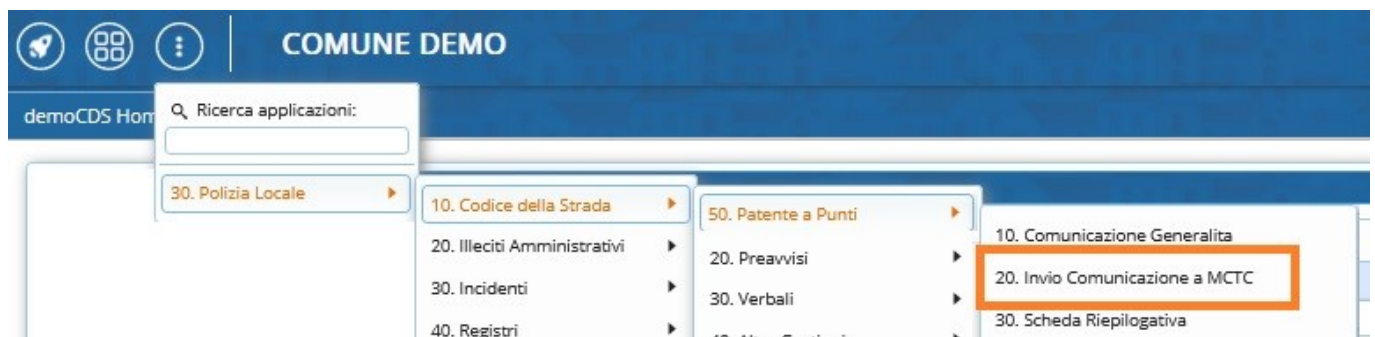 COMUNE DEMO
demoCDS Hom
Ricerca applicazioni:
30. Polizia Locale
10. Codice della Strada
20. Illeciti Amministrativi
30. Incidenti
40. Registri
50. Patente a Punti
20. Preavvisi
30. Verbali
10. Comunicazione Generalita
20. Invio Comunicazione a MCTC
30. Scheda Riepilogativa